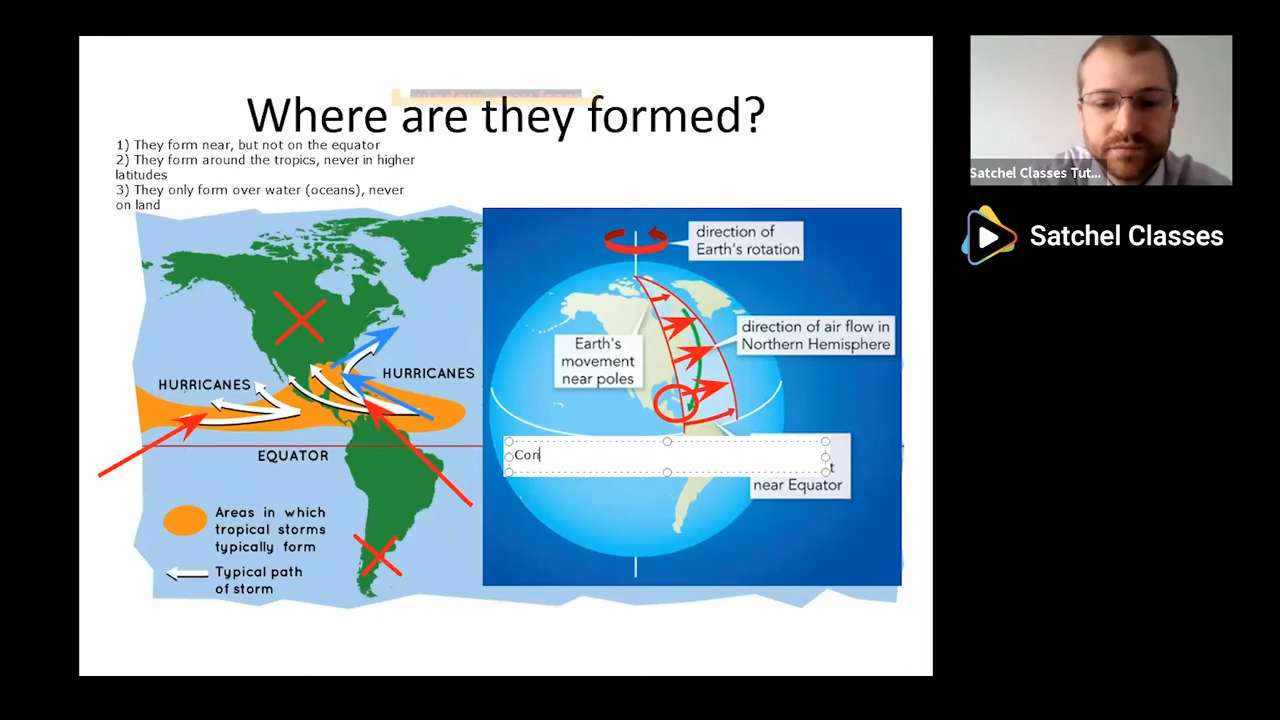 Where are they formed?
1) They form near, but not on the equator
2) They form around the tropics, never in higher
latitudes
3) They only form over water (oceans), never
on land
HURRICANES
HURRICANES
EQUATOR
Areas in which
tropical storms
typically form
Typical path
of storm
direction of
Earth's rotation
direction of air flow in
Northern Hemisphere
Earth's
movement
near poles
Con
t
near Equator
Satchel Classes Tut...
Satchel Classes